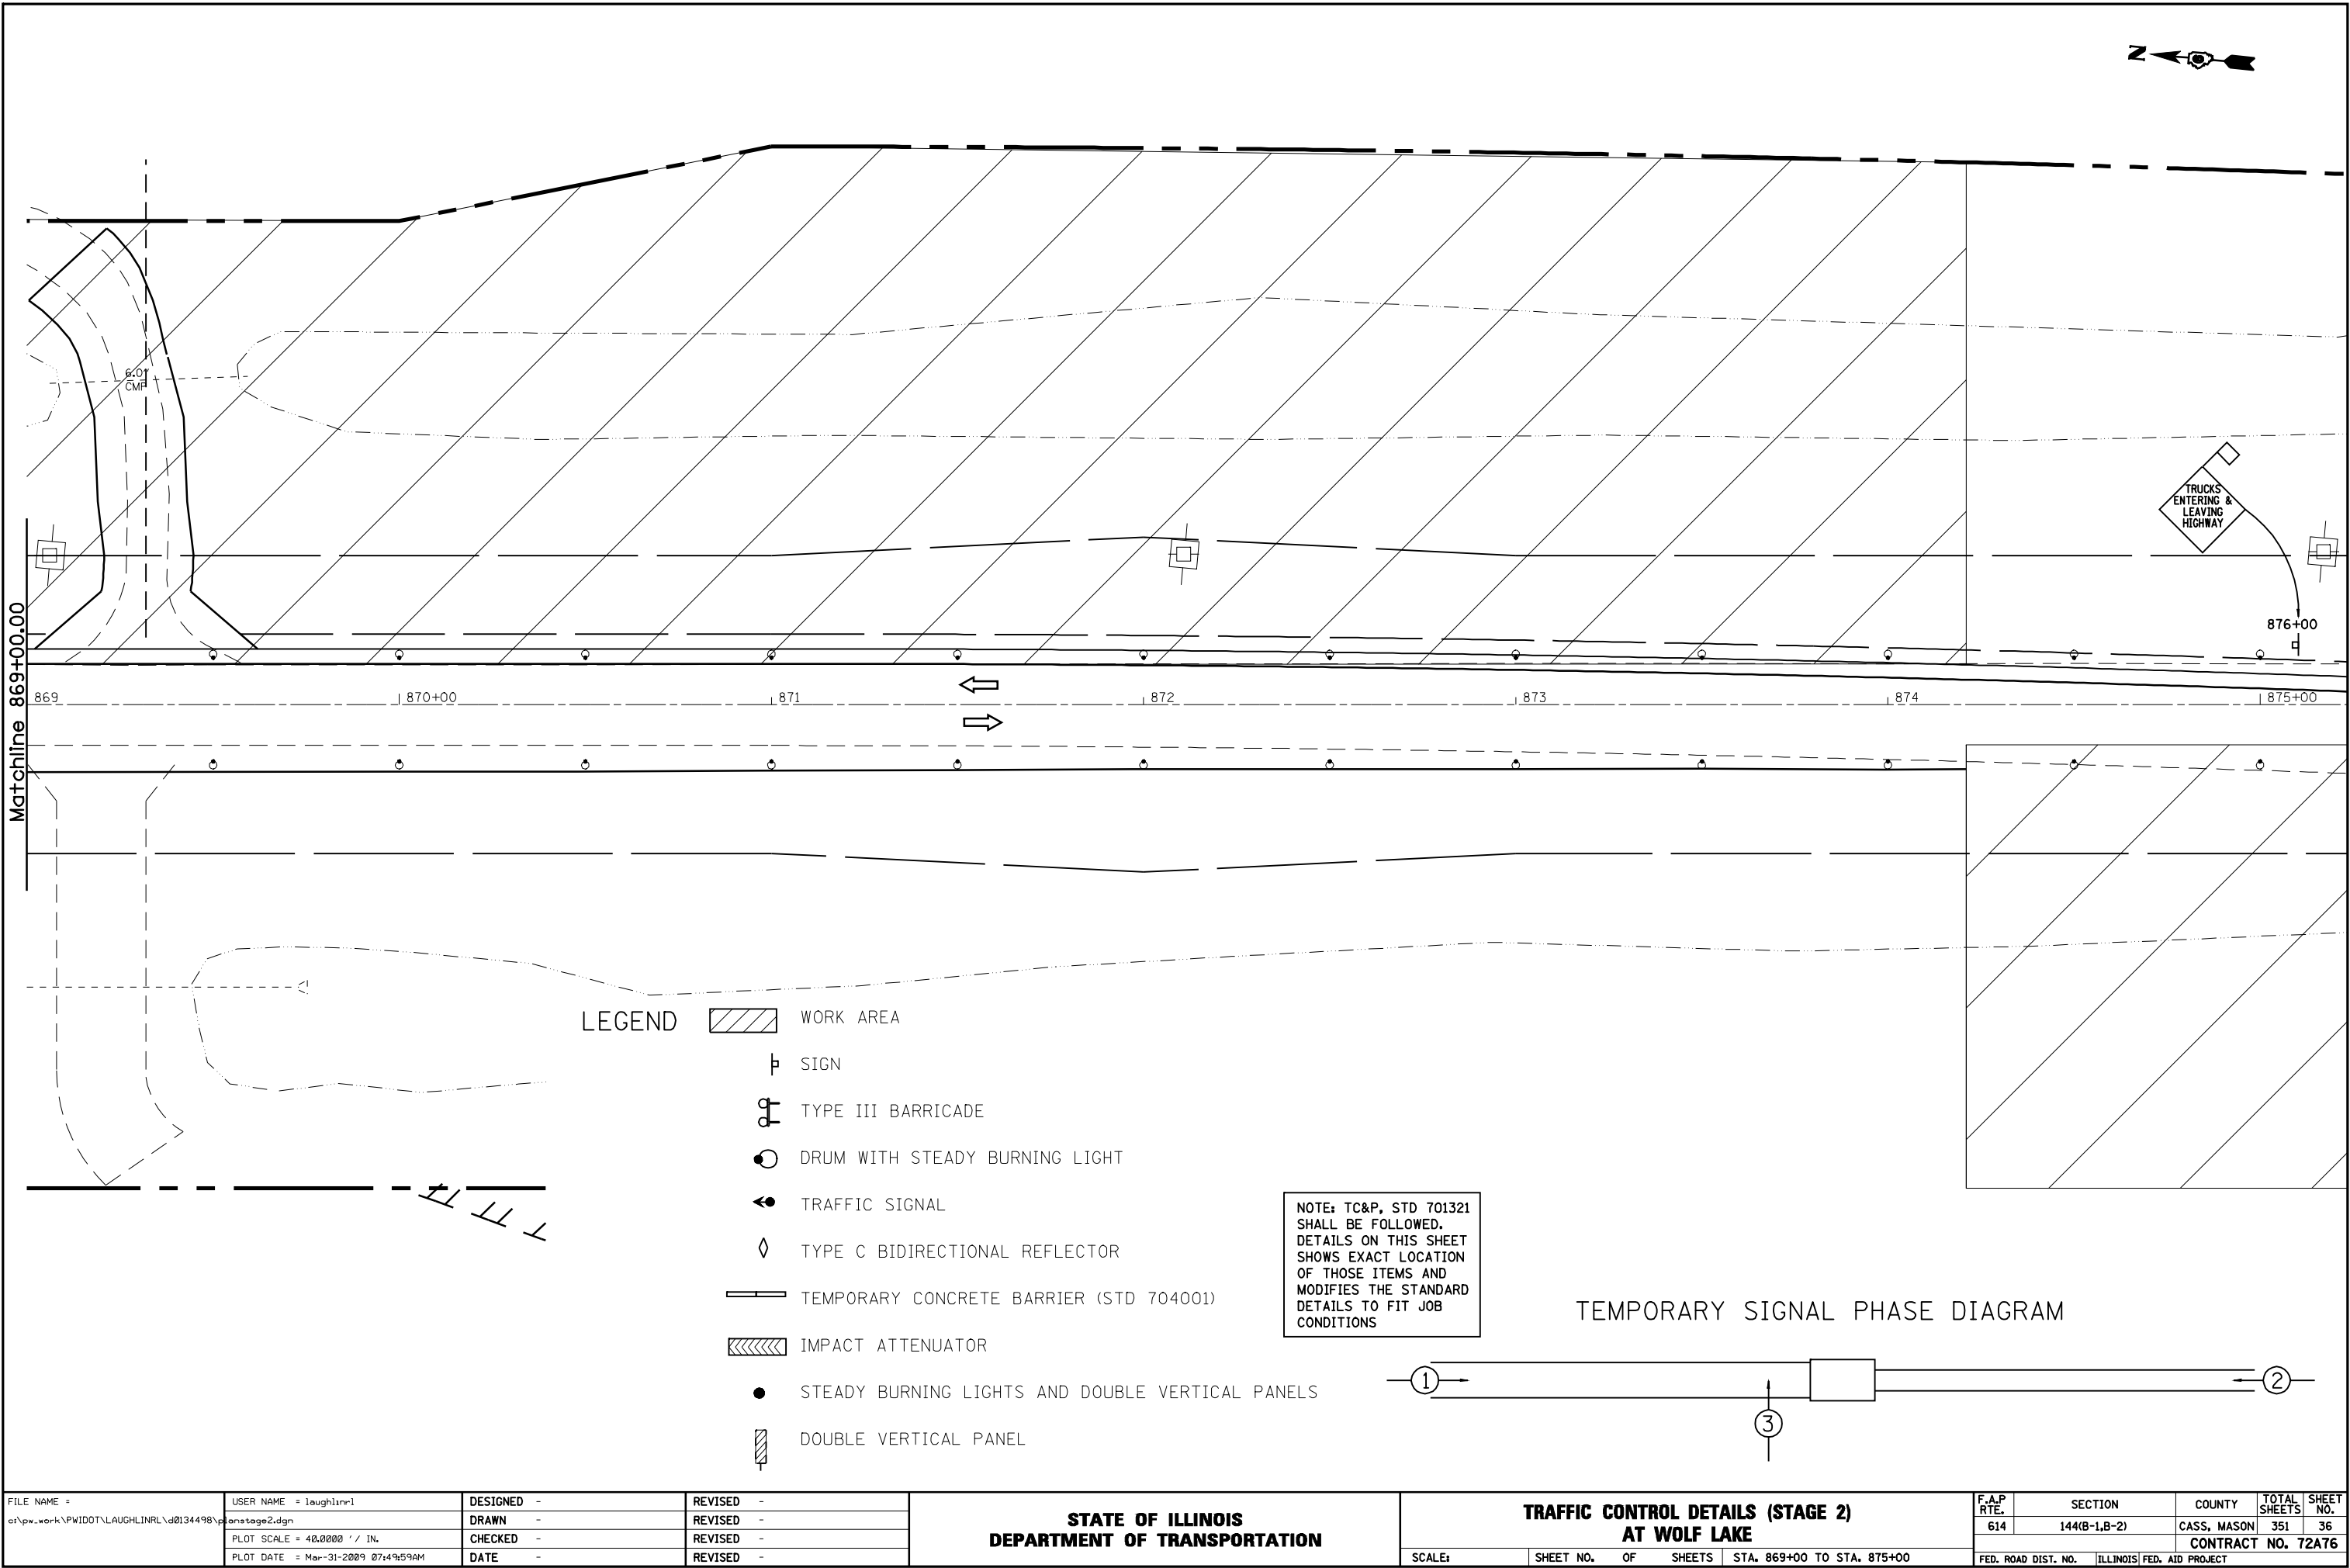 N
6.01
CMP
TRUCKS
ENTERING &
LEAVING
HIGHWAY
876+00
Matchline 869+00.00
869
870+00
871
872
873
874
875+00
LEGEND
WORK AREA
SIGN
TYPE III BARRICADE
DRUM WITH STEADY BURNING LIGHT
TRAFFIC SIGNAL
TYPE C BIDIRECTIONAL REFLECTOR
TEMPORARY CONCRETE BARRIER (STD 704001)
IMPACT ATTENUATOR
STEADY BURNING LIGHTS AND DOUBLE VERTICAL PANELS
DOUBLE VERTICAL PANEL
NOTE: TC&P, STD 701321
SHALL BE FOLLOWED.
DETAILS ON THIS SHEET
SHOWS EXACT LOCATION
OF THOSE ITEMS AND
MODIFIES THE STANDARD
DETAILS TO FIT JOB
CONDITIONS
TEMPORARY SIGNAL PHASE DIAGRAM
1
2
3
FILE NAME =
c:\pw_work\PWIDOT\LAUGHLINRL\d0134498\planstage2.dgn
USER NAME = laughlinrl
PLOT SCALE = 40.0000 ' / IN.
PLOT DATE = Mar-31-2009 07:49:59AM
DESIGNED -
DRAWN -
CHECKED -
DATE -
REVISED -
REVISED -
REVISED -
REVISED -
STATE OF ILLINOIS
DEPARTMENT OF TRANSPORTATION
TRAFFIC CONTROL DETAILS (STAGE 2)
AT WOLF LAKE
SCALE: SHEET NO. OF SHEETS STA. 869+00 TO STA. 875+00
F.A.P RTE. SECTION COUNTY TOTAL SHEETS SHEET NO.
614 144(B-1,B-2) CASS, MASON 351 36
CONTRACT NO. 72A76
FED. ROAD DIST. NO. ILLINOIS FED. AID PROJECT